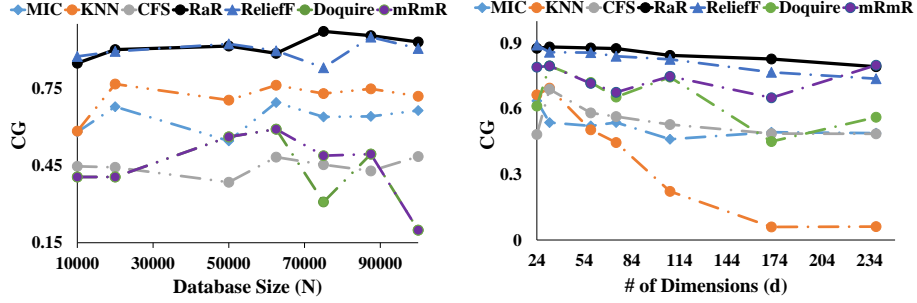 MIC KNN CFS RaR ReliefF Doquire mRmR
0.75
0.45
0.15
CG
10000 30000 50000 70000 90000
Database Size (N)
MIC KNN CFS RaR ReliefF Doquire mRmR
0.9
0.6
0.3
0
CG
24 54 84 114 144 174 204 234
# of Dimensions (d)